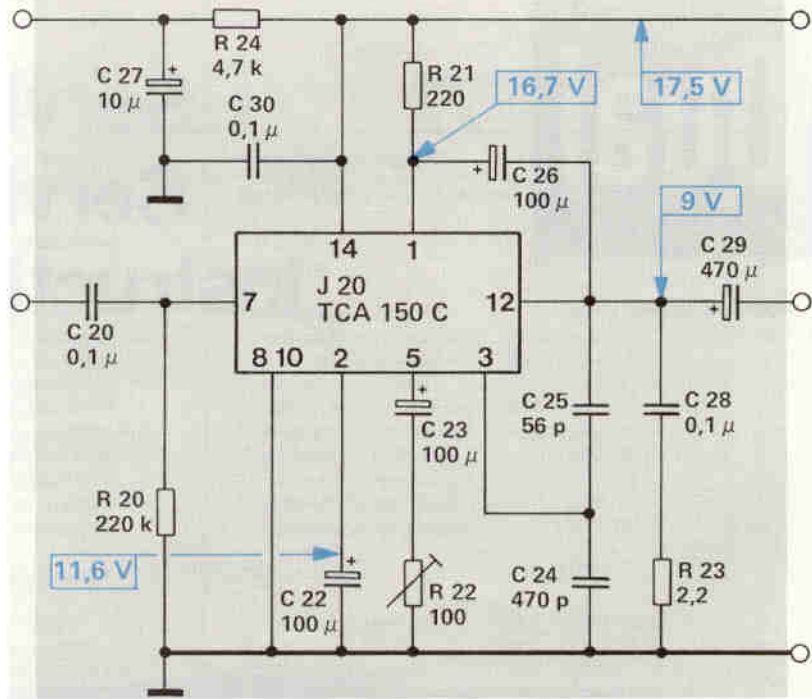 R 24
4,7 k
C 27
+
10 μ
C 30
0,1 μ
R 21
220
16,7 V
17,5 V
+
C 26
100 μ
9 V
C 29
470 μ
+
14
1
J 20
TCA 150 C
7
12
8 10
2
5
3
C 20
0,1 μ
+
C 23
100 μ
C 25
56 p
C 28
0,1 μ
R 20
220 k
11,6 V
+
C 22
100 μ
R 22
100
C 24
470 p
R 23
2,2